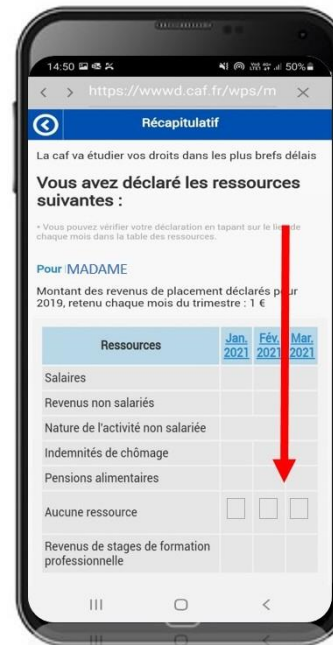 14:50
50%
https://wwwd.caf.fr/wps/m
Récapitulatif
La caf va étudier vos droits dans les plus brefs délais
Vous avez déclaré les ressources
suivantes :
* Vous pouvez vérifier votre déclaration en tapant sur le lien de
chaque mois dans la table des ressources.
Pour MADAME
Montant des revenus de placement déclarés pour
2019, retenu chaque mois du trimestre : 1 €
Ressources Jan. Fév. Mar.
2021 2021 2021
Salaires
Revenus non salariés
Nature de l'activité non salariée
Indemnités de chômage
Pensions alimentaires
Aucune ressource
Revenus de stages de formation
professionnelle